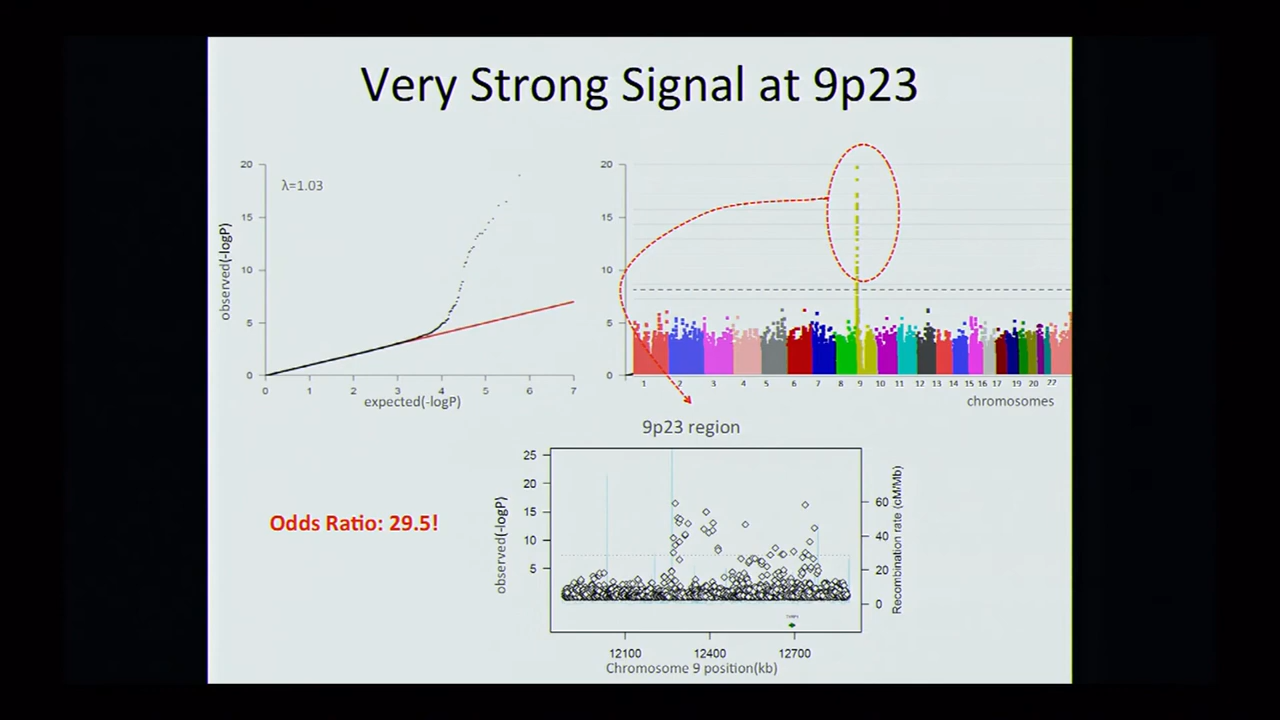 Very Strong Signal at 9p23
20
15
10
5
0
observed(-logP)
λ=1.03
0 1 2 3 4 5 6 7
expected(-logP)
20
15
10
5
0
1 2 3 4 5 6 7 8 9 10 11 12 13 14 15 16 17 19 20 22
chromosomes
9p23 region
Odds Ratio: 29.5!
25
20
15
10
5
observed(-logP)
60
40
20
0
Recombination rate (cM/Mb)
12100 12400 12700
Chromosome 9 position(kb)